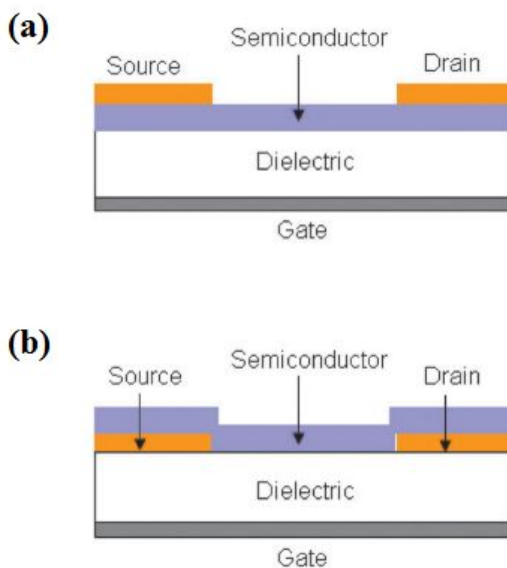 (a)
Semiconductor
Source
Drain
Dielectric
Gate
(b)
Semiconductor
Source
Drain
Dielectric
Gate